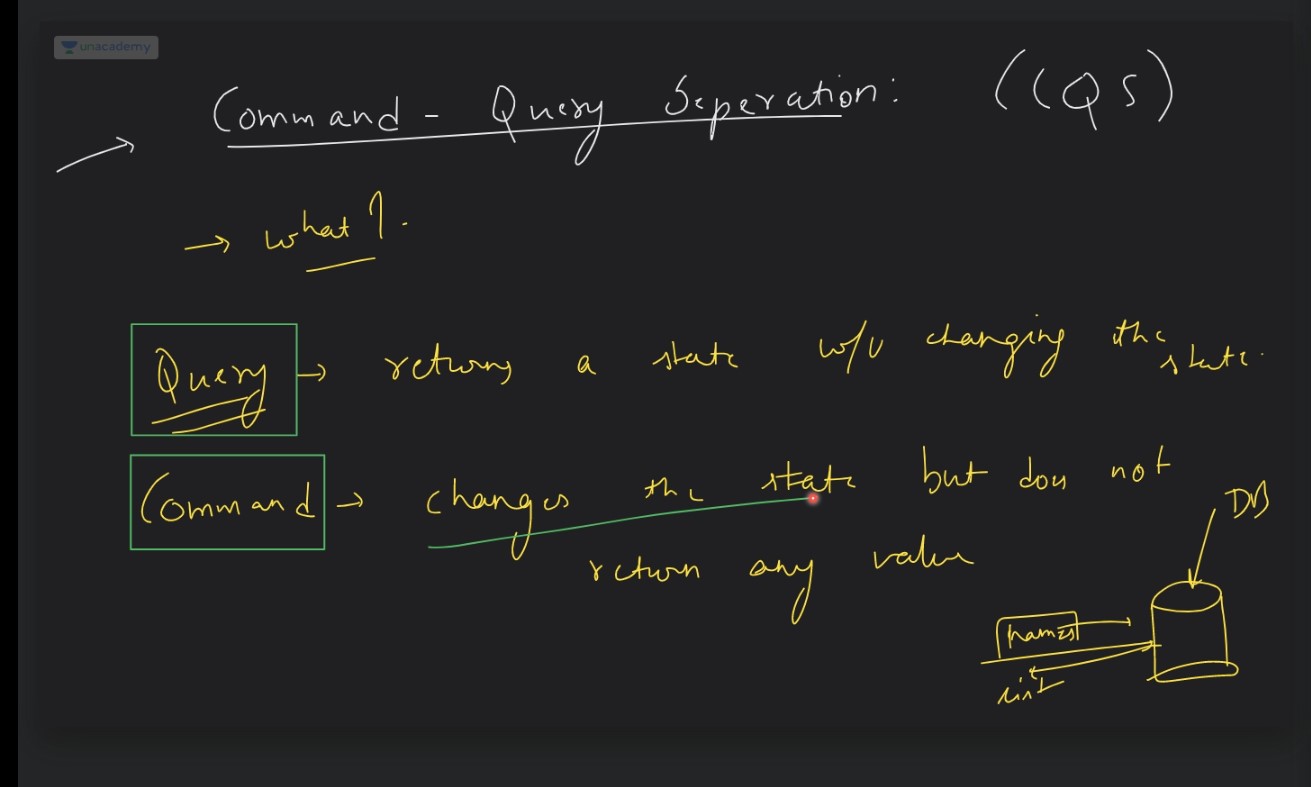 unacademy
Command - Query Seperation: (CQS)
→ what?.
Query → returns a state w/o changing the state.
Command → changes the state but does not
return any value
DB
names
list